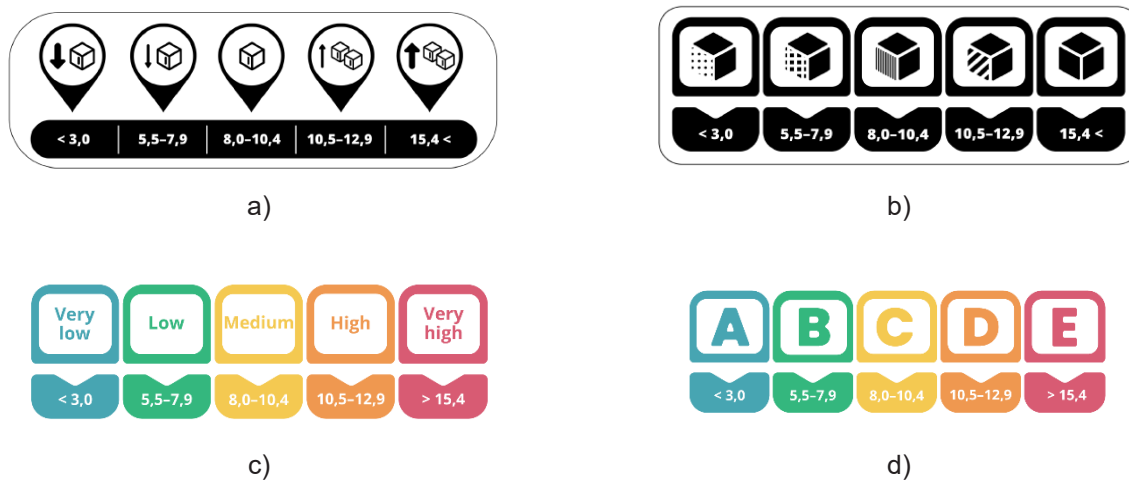 < 3,0 5,5–7,9 8,0–10,4 10,5–12,9 15,4 <
a)
< 3,0 5,5–7,9 8,0–10,4 10,5–12,9 15,4 <
b)
Very low Low Medium High Very high
< 3,0 5,5–7,9 8,0–10,4 10,5–12,9 > 15,4
c)
A B C D E
< 3,0 5,5–7,9 8,0–10,4 10,5–12,9 > 15,4
d)